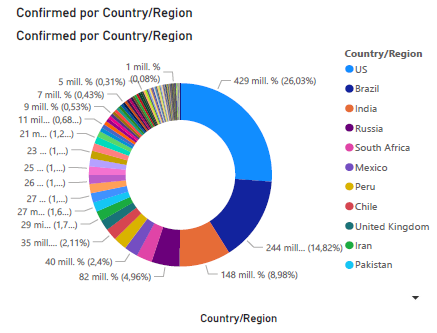 Confirmed por Country/Region
Confirmed por Country/Region
1 mill. %
(0,08%)
5 mill. % (0,31%)
7 mill. % (0,43%)
9 mill. % (0,53%)
11 mill... (0,68...)
21 m... (1,2...)
23 ... (1,...)
25 ... (1,...)
26 ... (1,...)
27 ... (1,...)
27 m... (1,6...)
29 mi... (1,7...)
35 mill.... (2,11%)
40 mill. % (2,4%)
82 mill. % (4,96%)
148 mill. % (8,98%)
244 mill.... (14,82%)
429 mill. % (26,03%)
Country/Region
US
Brazil
India
Russia
South Africa
Mexico
Peru
Chile
United Kingdom
Iran
Pakistan
Country/Region